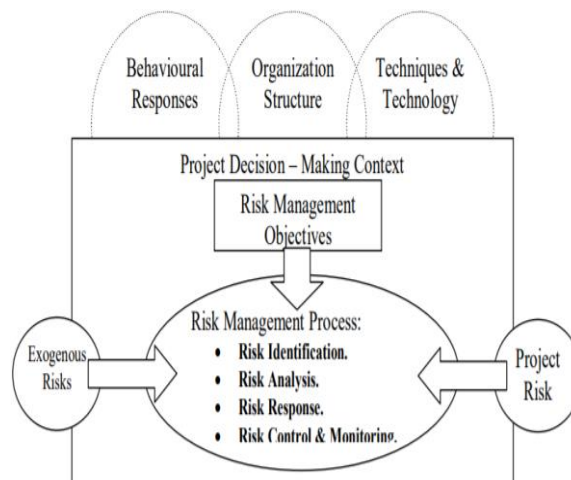 Behavioural
Responses
Organization
Structure
Techniques &
Technology
Project Decision – Making Context
Risk Management
Objectives
Risk Management Process:
• Risk Identification.
• Risk Analysis.
• Risk Response.
• Risk Control & Monitoring.
Exogenous
Risks
Project
Risk